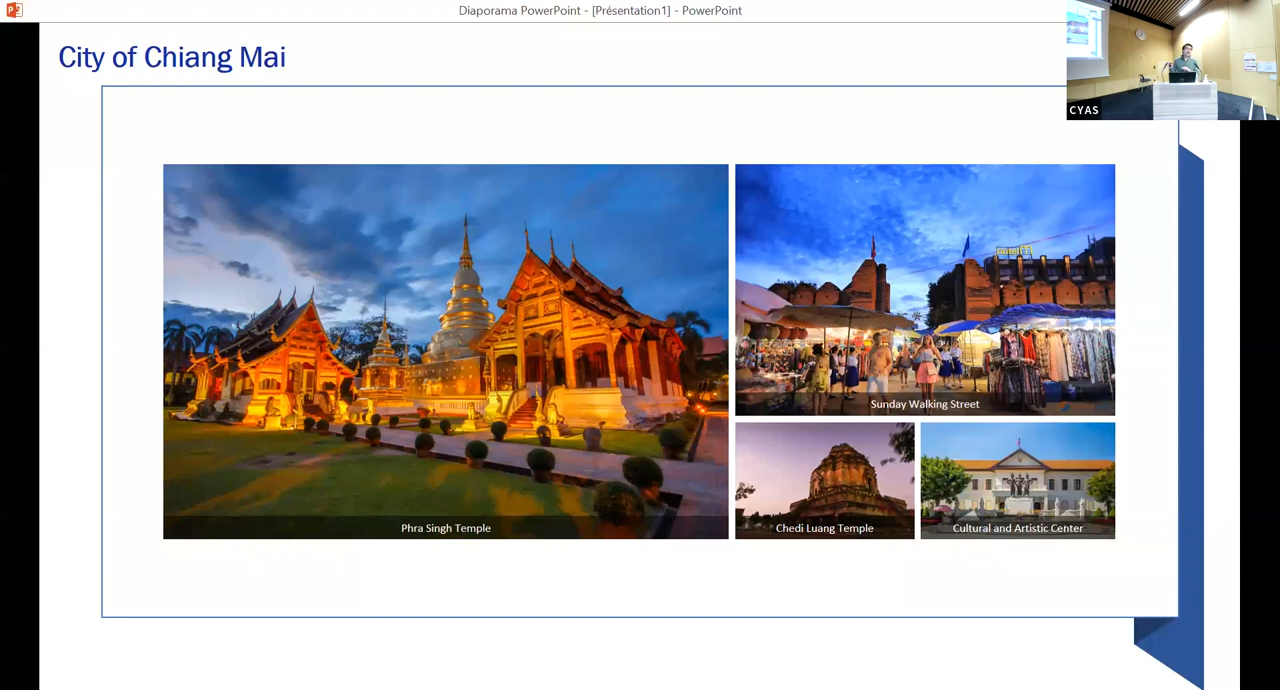 Diaporama PowerPoint - [Présentation1] - PowerPoint
City of Chiang Mai
CYAS
Sunday Walking Street
Phra Singh Temple
Chedi Luang Temple
Cultural and Artistic Center